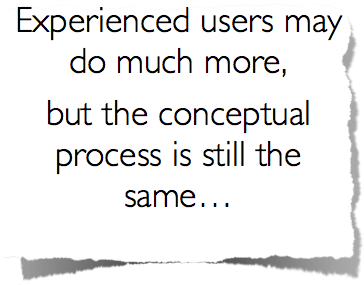 Experienced users may
do much more,
but the conceptual
process is still the
same…